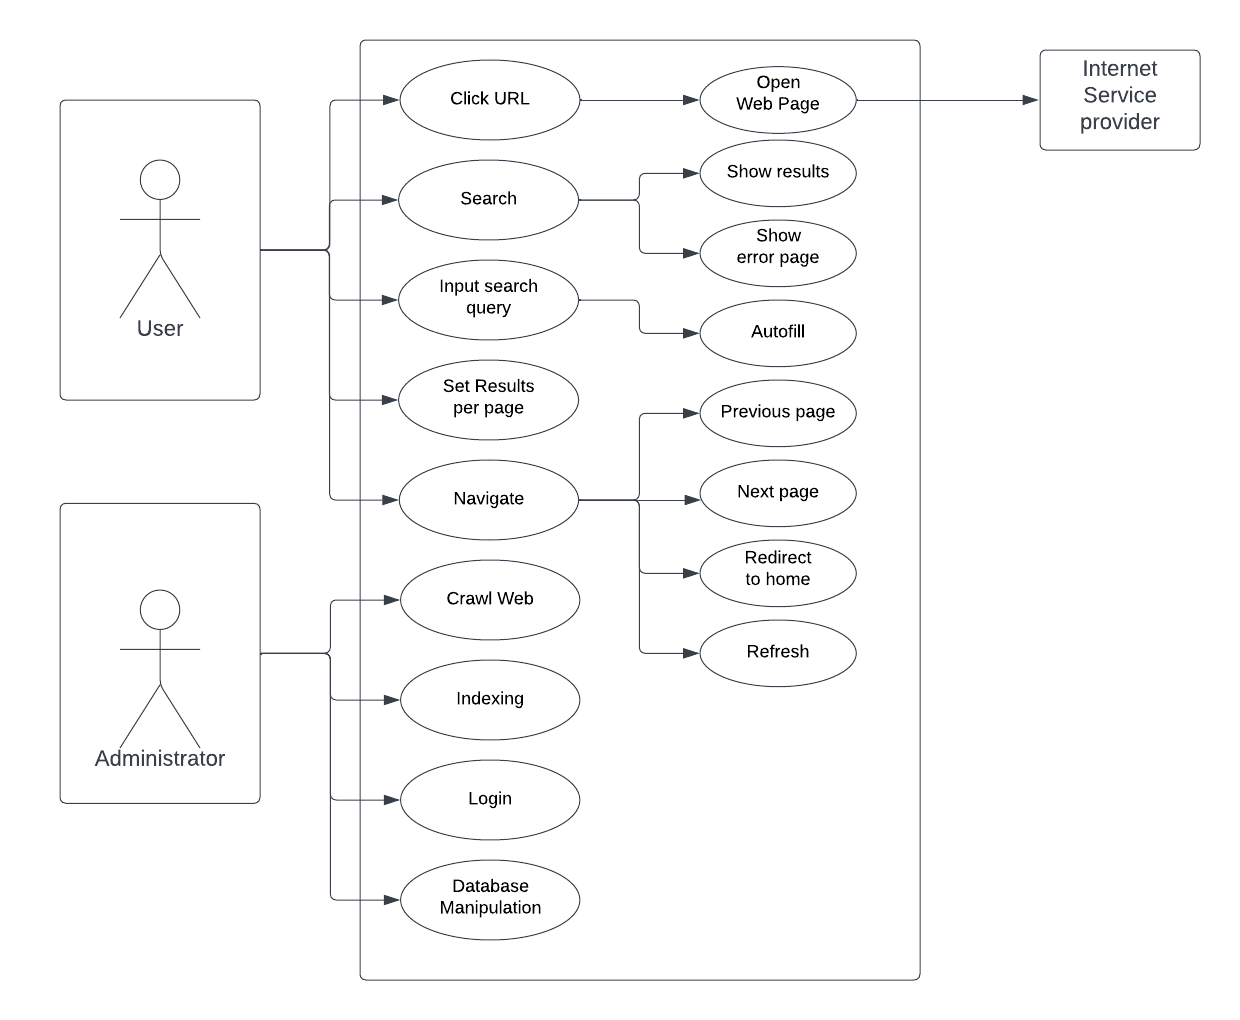 User
Administrator
Click URL
Search
Input search
query
Set Results
per page
Navigate
Crawl Web
Indexing
Login
Database
Manipulation
Open
Web Page
Show results
Show
error page
Autofill
Previous page
Next page
Redirect
to home
Refresh
Internet
Service
provider